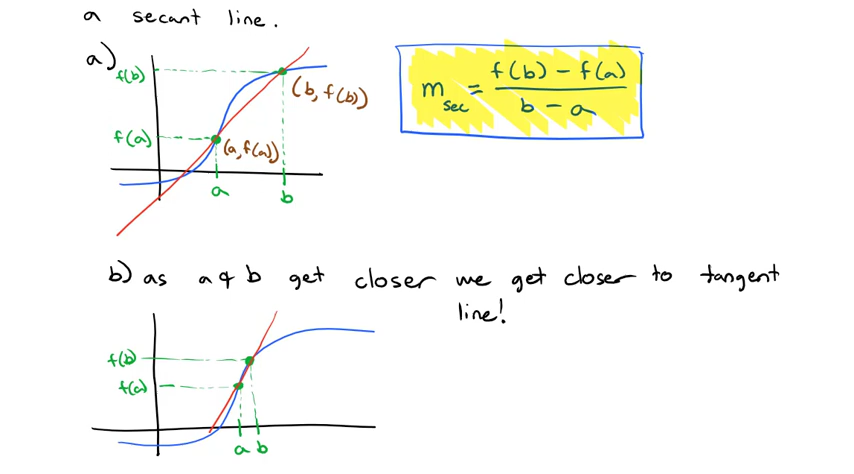 a secant line.
a)
f(b)
(b, f(b))
f(a)
(a, f(a))
a
b
m_sec = f(b) - f(a) / b - a
b) as a & b get closer we get closer to tangent
line!
f(b)
f(a)
a b